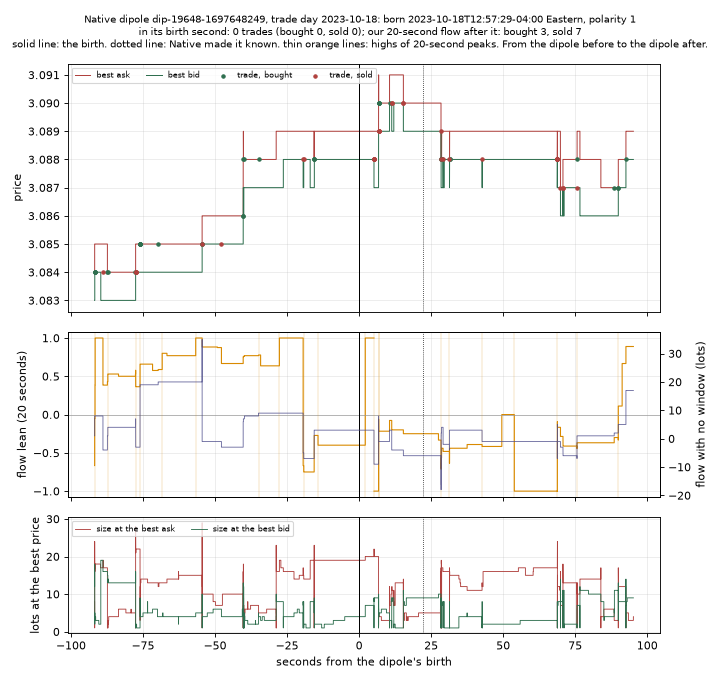 Native dipole dip-19648-1697648249, trade day 2023-10-18: born 2023-10-18T12:57:29-04:00 Eastern, polarity 1
in its birth second: 0 trades (bought 0, sold 0); our 20-second flow after it: bought 3, sold 7
solid line: the birth. dotted line: Native made it known. thin orange lines: highs of 20-second peaks. From the dipole before to the dipole after.
best ask
best bid
trade, bought
trade, sold
price
3.091
3.090
3.089
3.088
3.087
3.086
3.085
3.084
3.083
flow lean (20 seconds)
1.0
0.5
0.0
−0.5
−1.0
30
20
10
0
−10
−20
flow with no window (lots)
size at the best ask
size at the best bid
lots at the best price
30
20
10
0
−100
−75
−50
−25
0
25
50
75
100
seconds from the dipole's birth